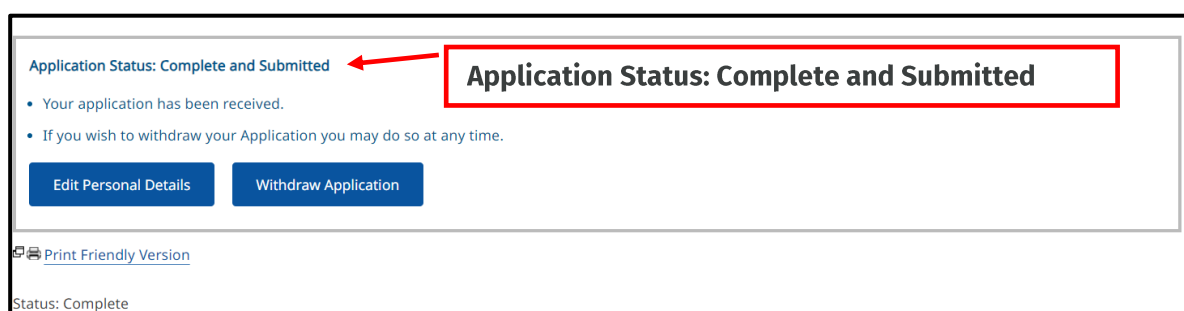 Application Status: Complete and Submitted
Application Status: Complete and Submitted
Your application has been received.
If you wish to withdraw your Application you may do so at any time.
Edit Personal Details Withdraw Application
Print Friendly Version
Status: Complete